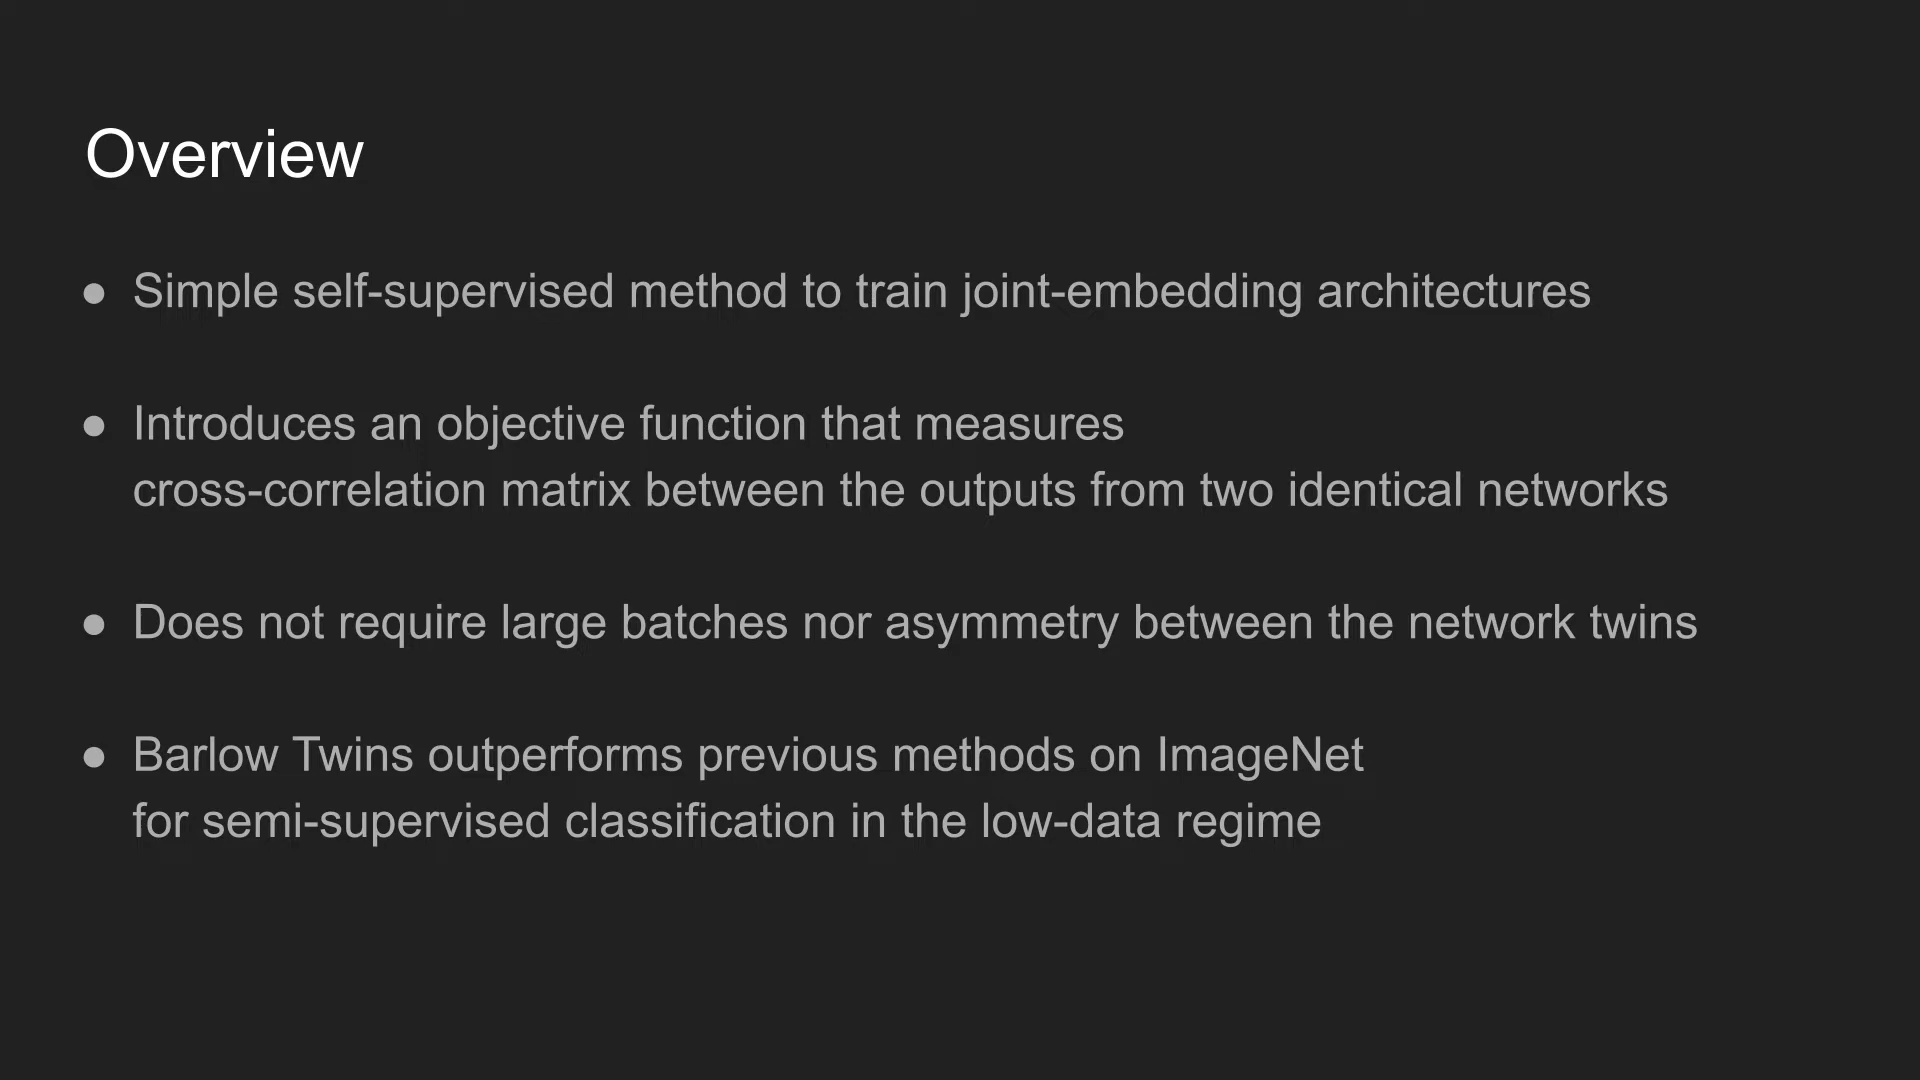 Overview
● Simple self-supervised method to train joint-embedding architectures
● Introduces an objective function that measures
cross-correlation matrix between the outputs from two identical networks
● Does not require large batches nor asymmetry between the network twins
● Barlow Twins outperforms previous methods on ImageNet
for semi-supervised classification in the low-data regime